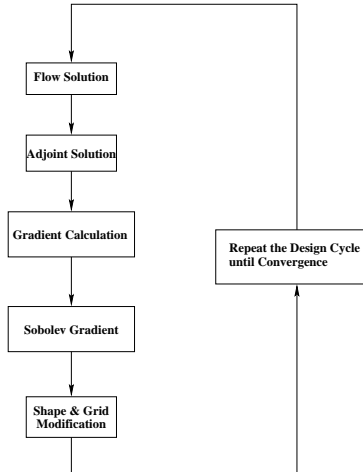 Flow Solution
Adjoint Solution
Gradient Calculation
Repeat the Design Cycle
until Convergence
Sobolev Gradient
Shape & Grid
Modification